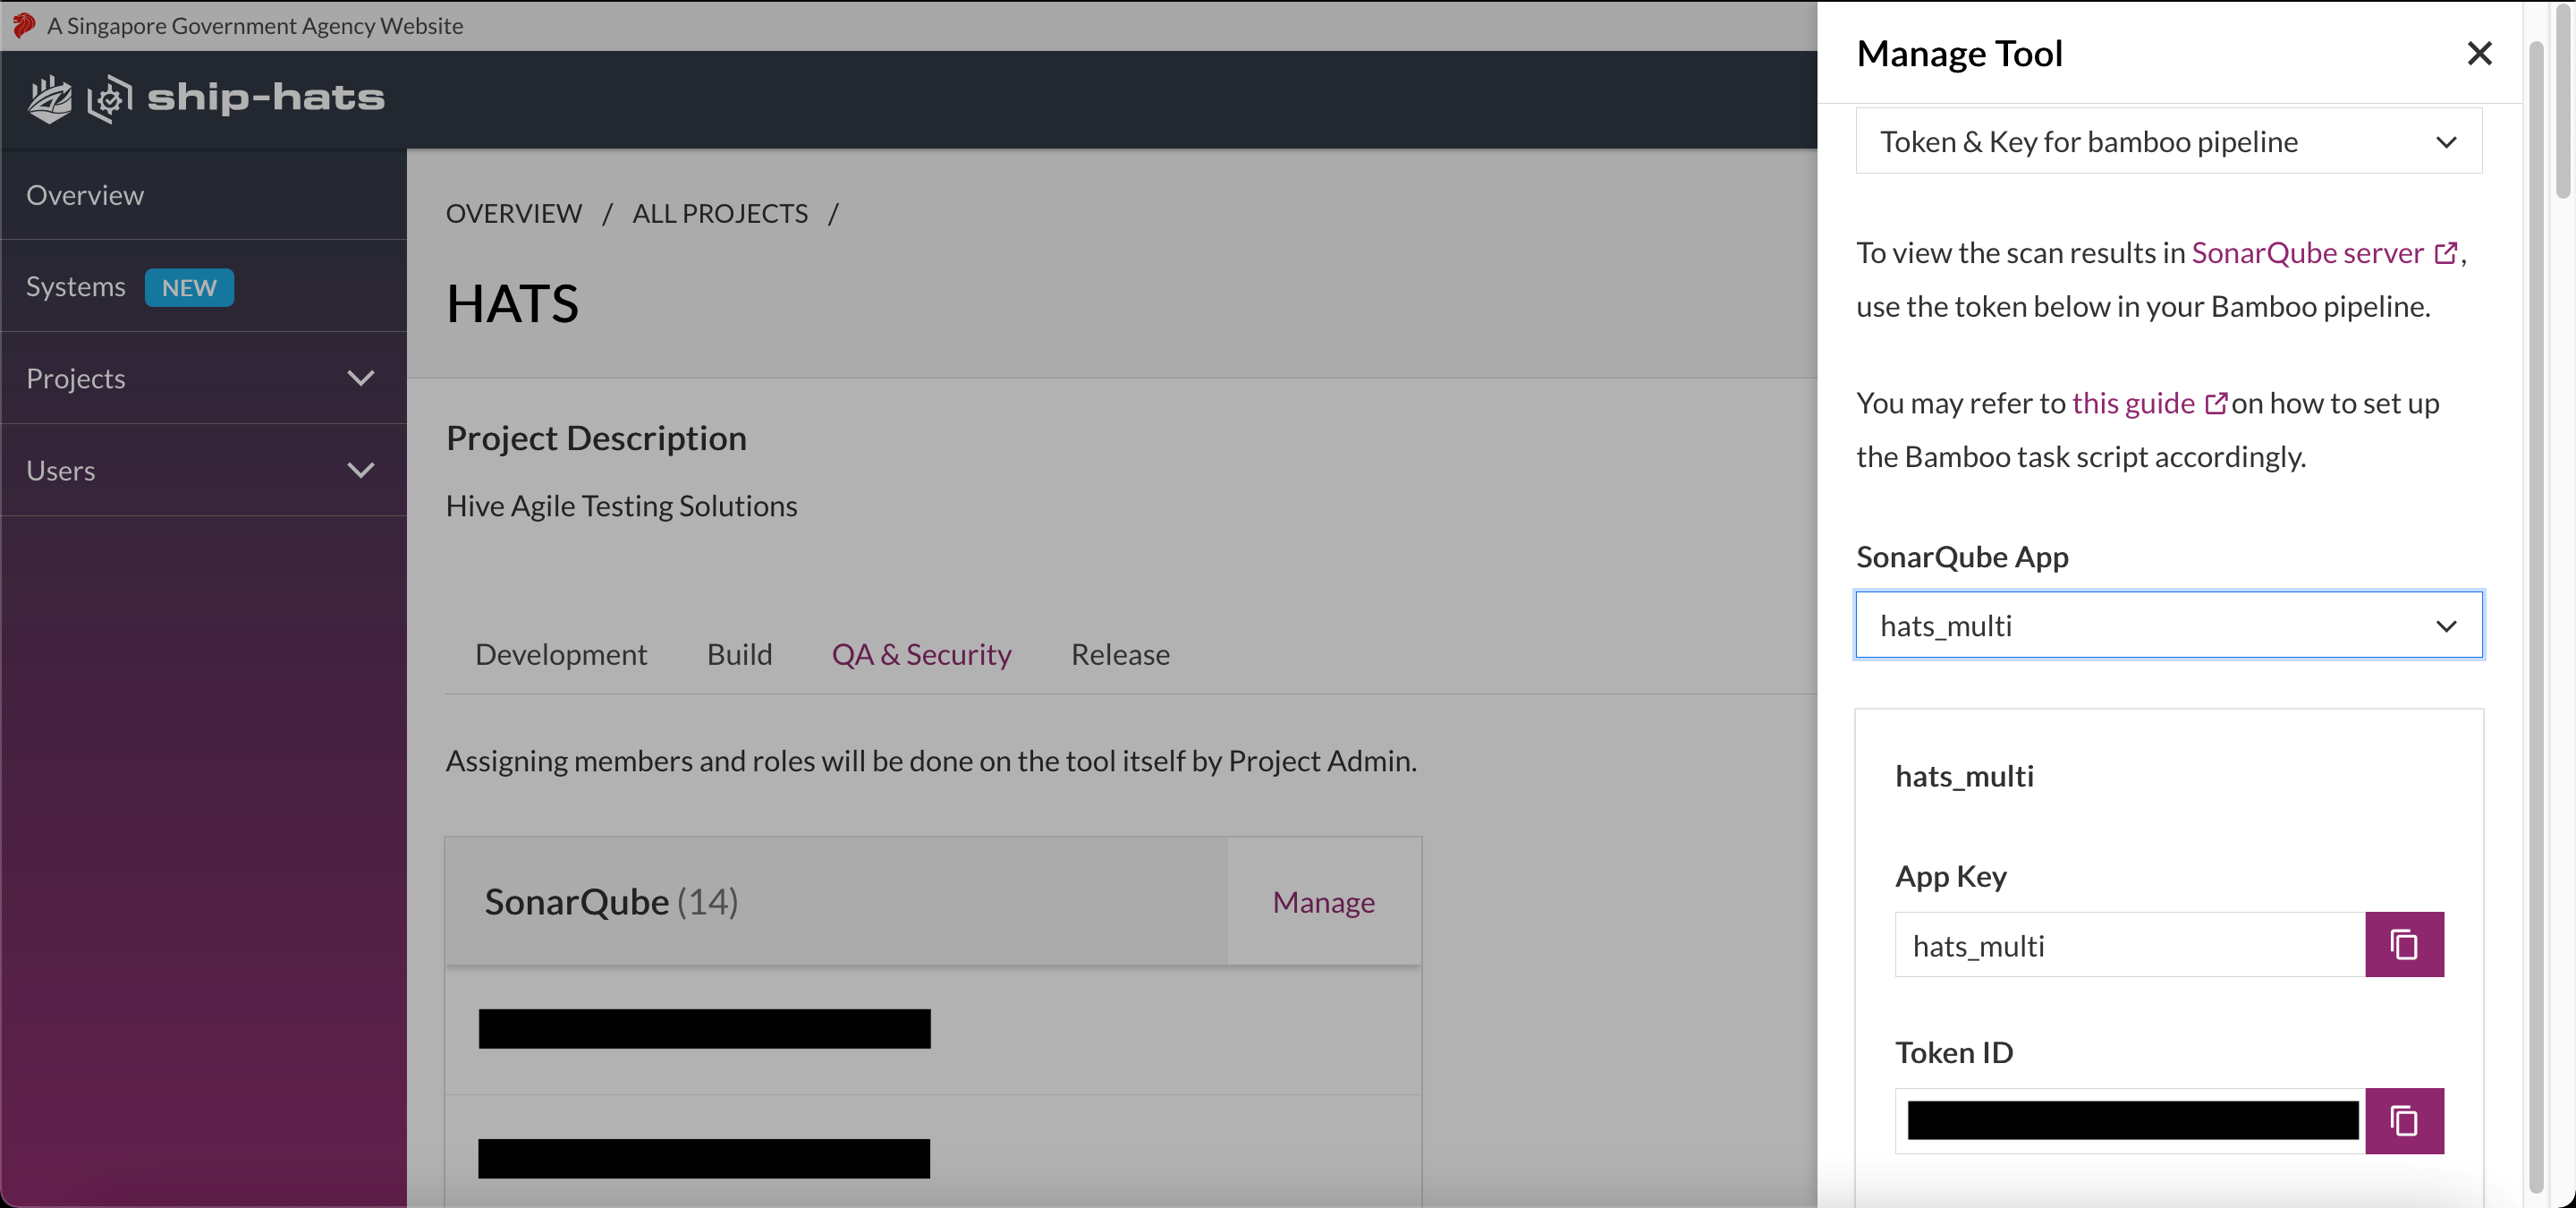 A Singapore Government Agency Website
ship-hats
Overview
Systems NEW
Projects
Users
OVERVIEW / ALL PROJECTS /
HATS
Project Description
Hive Agile Testing Solutions
Development Build QA & Security Release
Assigning members and roles will be done on the tool itself by Project Admin.
SonarQube (14) Manage
Manage Tool
Token & Key for bamboo pipeline
To view the scan results in SonarQube server ,
use the token below in your Bamboo pipeline.
You may refer to this guide on how to set up
the Bamboo task script accordingly.
SonarQube App
hats_multi
hats_multi
App Key
hats_multi
Token ID